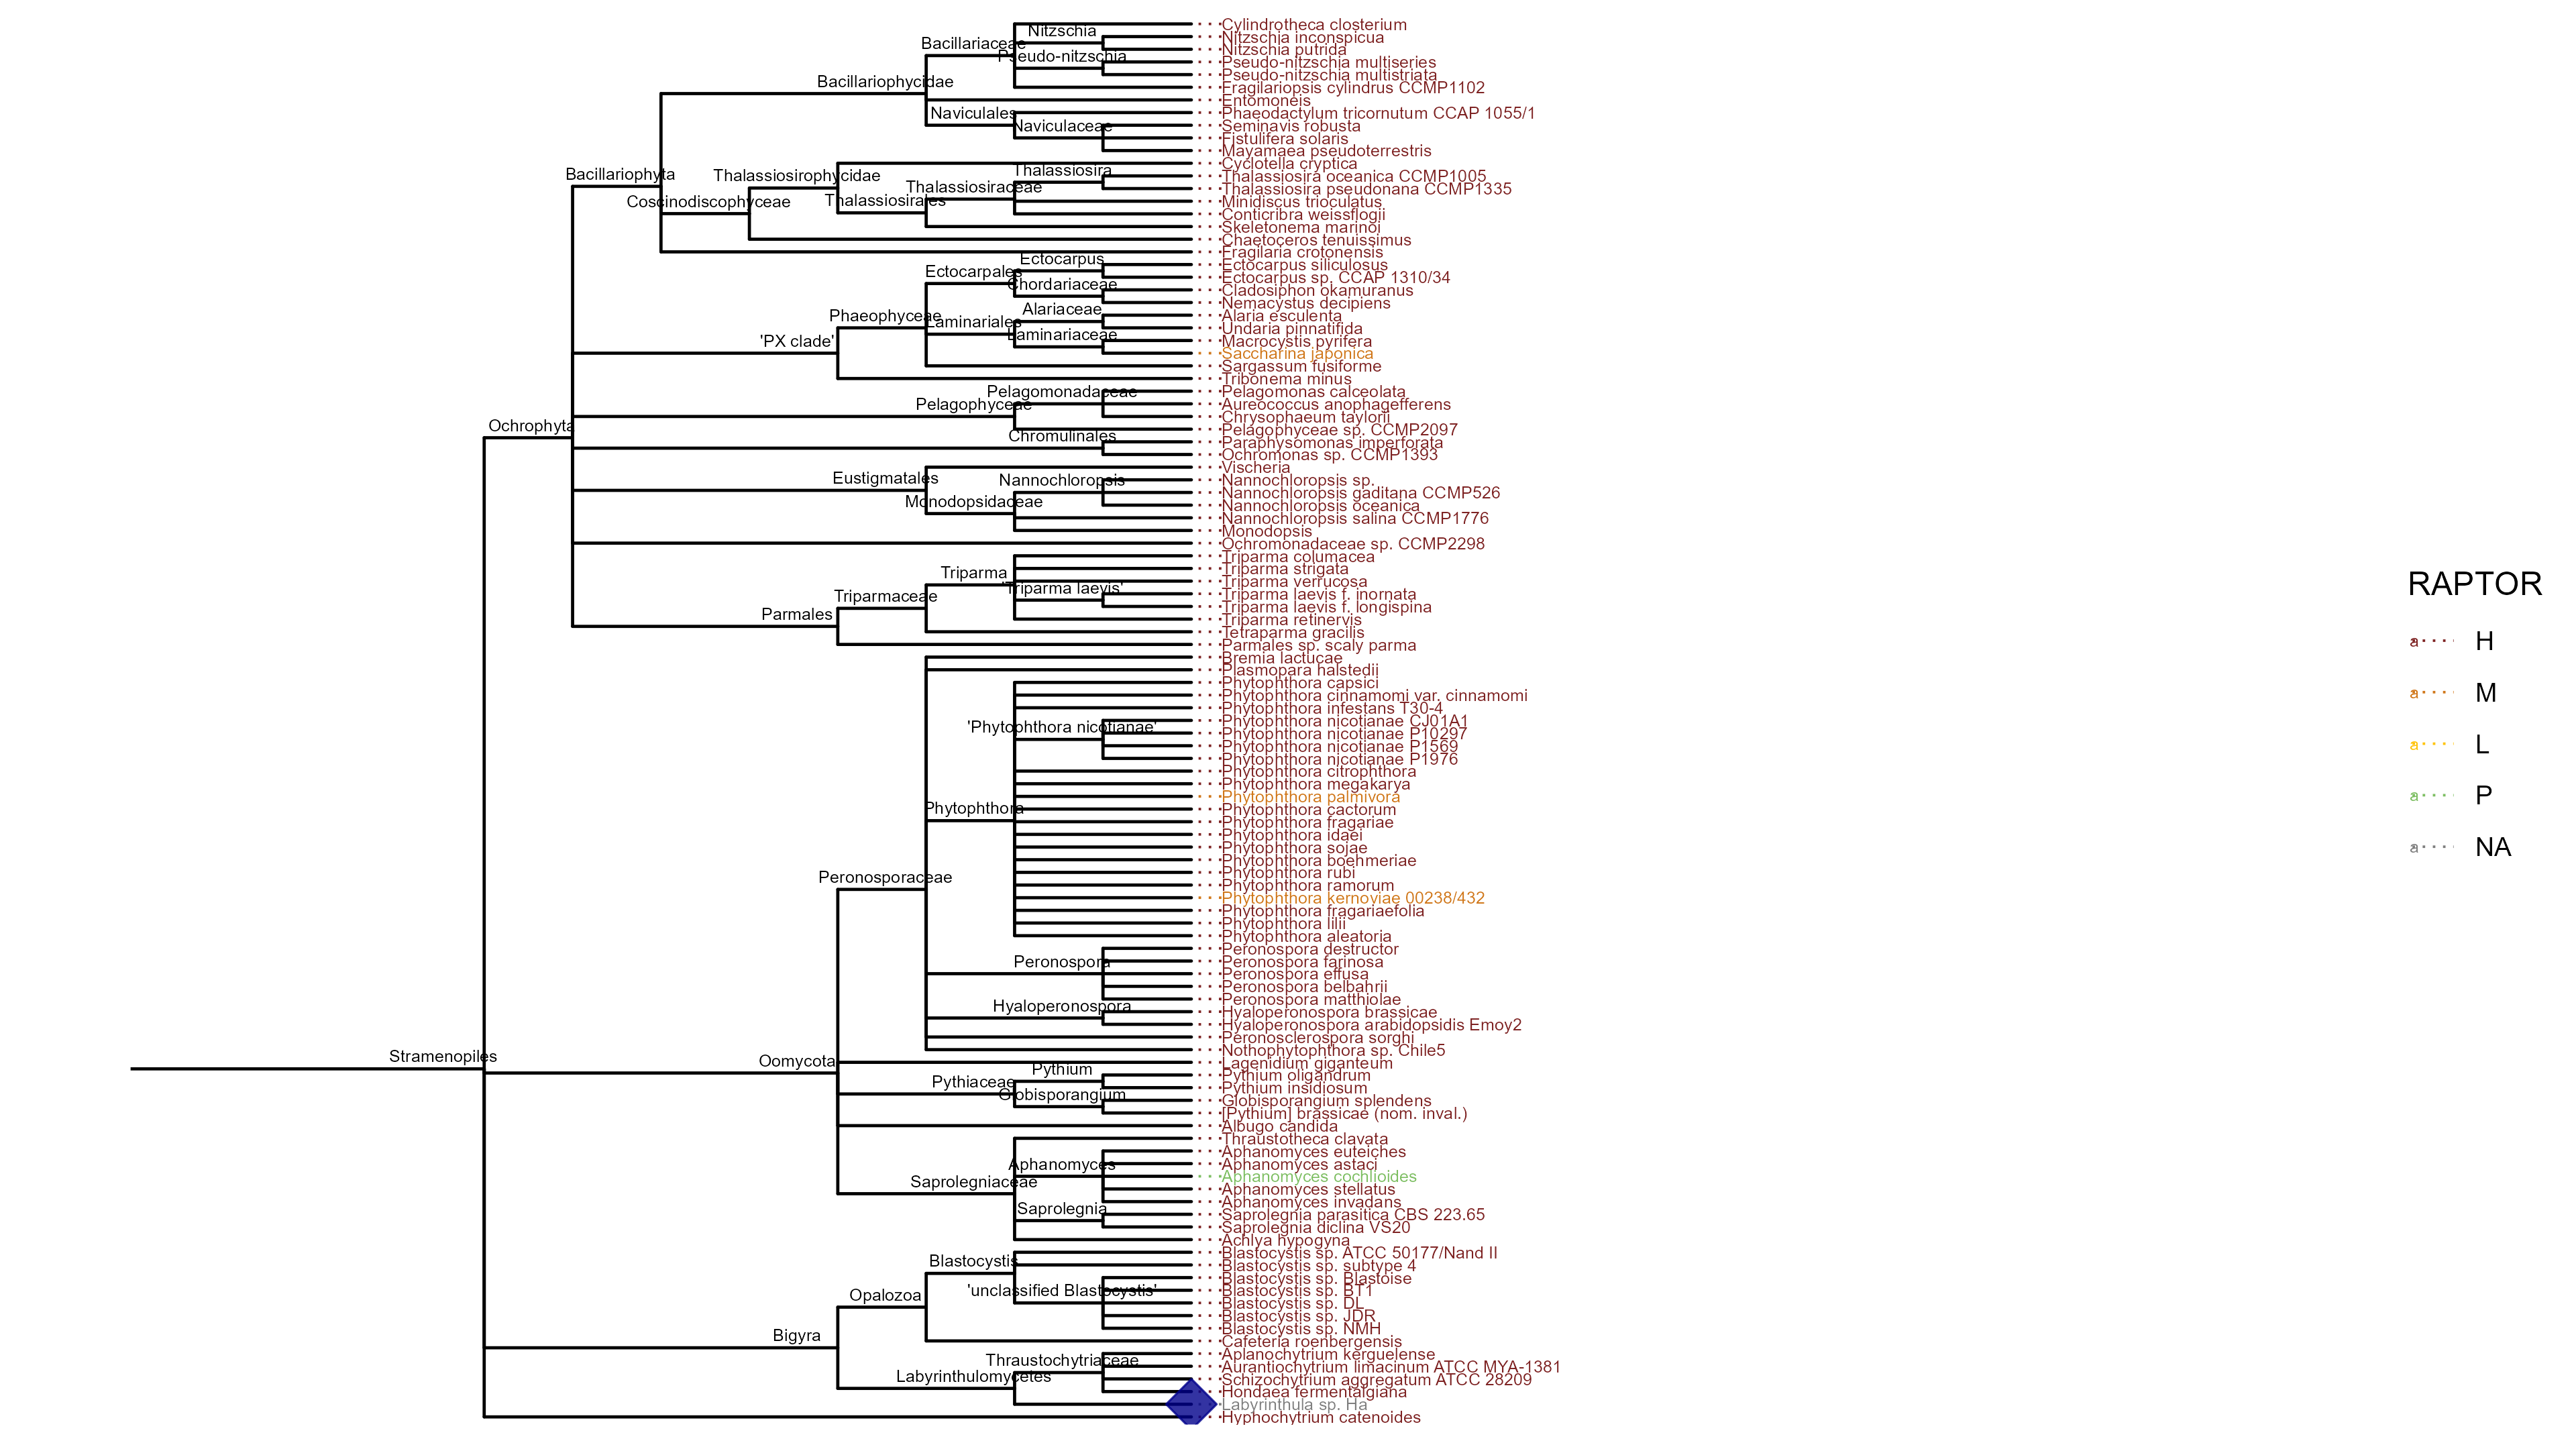 Cylindrotheca closterium
Nitzschia
Nitzschia inconspicua
Bacillariaceae
Nitzschia putrida
Pseudo-nitzschia
Pseudo-nitzschia multiseries
Pseudo-nitzschia multistriata
Bacillariophycidae
Fragilariopsis cylindrus CCMP1102
Entomoneis
Naviculales
Phaeodactylum tricornutum CCAP 1055/1
Naviculaceae
Seminavis robusta
Fistulifera solaris
Mayamaea pseudoterrestris
Cyclotella cryptica
Bacillariophyta
Thalassiosirophycidae
Thalassiosira
Thalassiosira oceanica CCMP1005
Thalassiosiraceae
Thalassiosira pseudonana CCMP1335
Coscinodiscophyceae
Thalassiosirales
Minidiscus trioculatus
Conticribra weissflogii
Skeletonema marinoi
Chaetoceros tenuissimus
Fragilaria crotonensis
Ectocarpus
Ectocarpus siliculosus
Ectocarpales
Ectocarpus sp. CCAP 1310/34
Chordariaceae
Cladosiphon okamuranus
Nemacystus decipiens
Phaeophyceae
Alariaceae
Alaria esculenta
Laminariales
Undaria pinnatifida
'PX clade'
Laminariaceae
Macrocystis pyrifera
Saccharina japonica
Sargassum fusiforme
Tribonema minus
Pelagomonadaceae
Pelagomonas calceolata
Pelagophyceae
Aureococcus anophagefferens
Chrysophaeum taylorii
Ochrophyta
Pelagophyceae sp. CCMP2097
Chromulinales
Paraphysomonas imperforata
Ochromonas sp. CCMP1393
Vischeria
Eustigmatales
Nannochloropsis
Nannochloropsis sp.
Nannochloropsis gaditana CCMP526
Monodopsidaceae
Nannochloropsis oceanica
Nannochloropsis salina CCMP1776
Monodopsis
Ochromonadaceae sp. CCMP2298
Triparma columacea
Triparma
Triparma strigata
Triparma verrucosa
'Triparma laevis'
Triparmaceae
Triparma laevis f. inornata
Triparma laevis f. longispina
Parmales
Triparma retinervis
Tetraparma gracilis
Parmales sp. scaly parma
Bremia lactucae
Plasmopara halstedii
Phytophthora capsici
Phytophthora cinnamomi var. cinnamomi
Phytophthora infestans T30-4
'Phytophthora nicotianae'
Phytophthora nicotianae CJ01A1
Phytophthora nicotianae P10297
Phytophthora nicotianae P1569
Phytophthora nicotianae P1976
Phytophthora citrophthora
Phytophthora megakarya
Phytophthora palmivora
Phytophthora
Phytophthora cactorum
Phytophthora fragariae
Phytophthora idaei
Phytophthora sojae
Phytophthora boehmeriae
Peronosporaceae
Phytophthora rubi
Phytophthora ramorum
Phytophthora kernoviae 00238/432
Phytophthora fragariaefolia
Phytophthora lilii
Phytophthora aleatoria
Peronospora destructor
Peronospora
Peronospora farinosa
Peronospora effusa
Peronospora belbahrii
Peronospora matthiolae
Hyaloperonospora
Hyaloperonospora brassicae
Hyaloperonospora arabidopsidis Emoy2
Peronosclerospora sorghi
Nothophytophthora sp. Chile5
Stramenopiles
Oomycota
Lagenidium giganteum
Pythium
Pythium oligandrum
Pythiaceae
Pythium insidiosum
Globisporangium
Globisporangium splendens
[Pythium] brassicae (nom. inval.)
Albugo candida
Thraustotheca clavata
Aphanomyces euteiches
Aphanomyces
Aphanomyces astaci
Saprolegniaceae
Aphanomyces cochlioides
Aphanomyces stellatus
Aphanomyces invadans
Saprolegnia
Saprolegnia parasitica CBS 223.65
Saprolegnia diclina VS20
Achlya hypogyna
Blastocystis
Blastocystis sp. ATCC 50177/Nand II
Blastocystis sp. subtype 4
Opalozoa
'unclassified Blastocystis'
Blastocystis sp. Blastoise
Blastocystis sp. BT1
Blastocystis sp. DL
Blastocystis sp. JDR
Blastocystis sp. NMH
Bigyra
Cafeteria roenbergensis
Thraustochytriaceae
Aplanochytrium kerguelense
Labyrinthulomycetes
Aurantiochytrium limacinum ATCC MYA-1381
Schizochytrium aggregatum ATCC 28209
Hondaea fermentalgiana
Labyrinthula sp. Ha
Hyphochytrium catenoides
RAPTOR
a H
a M
a L
a P
a NA